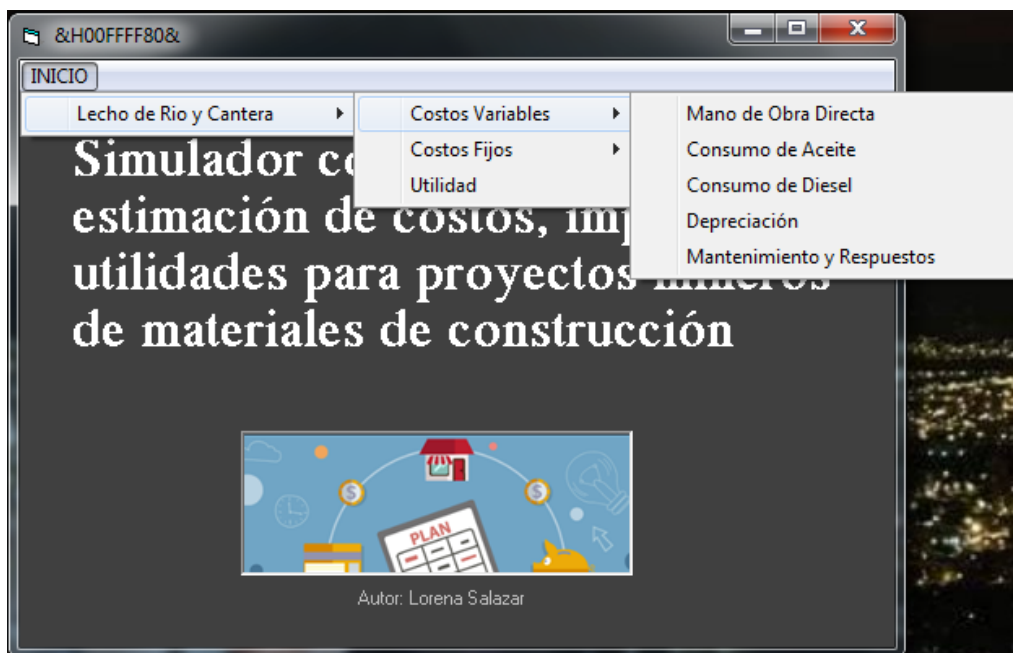 &H00FFFF80&
INICIO
Lecho de Rio y Cantera
Costos Variables
Costos Fijos
Utilidad
Mano de Obra Directa
Consumo de Aceite
Consumo de Diesel
Depreciación
Mantenimiento y Respuestos
Simulador
estimación de costos,
utilidades para proyectos mineros
de materiales de construcción
PLAN
$
$
Autor: Lorena Salazar